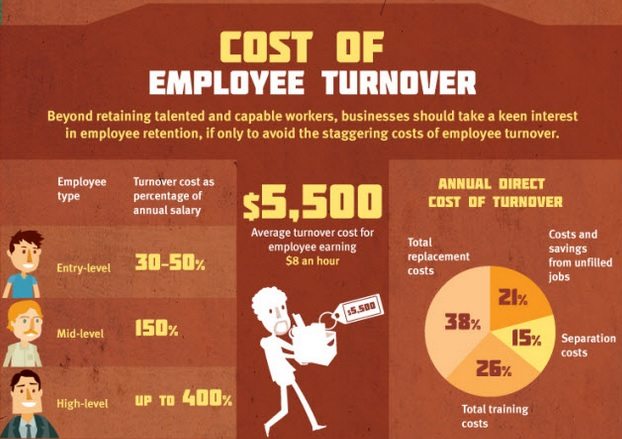 COST OF
EMPLOYEE TURNOVER
Beyond retaining talented and capable workers, businesses should take a keen interest
in employee retention, if only to avoid the staggering costs of employee turnover.
Employee
type
Turnover cost as
percentage of
annual salary
Entry-level
30-50%
Mid-level
150%
High-level
UP TO 400%
$5,500
Average turnover cost for
employee earning
$8 an hour
$5,500
ANNUAL DIRECT
COST OF TURNOVER
Total
replacement
costs
Costs and
savings
from unfilled
jobs
21%
38%
15%
Separation
costs
26%
Total training
costs